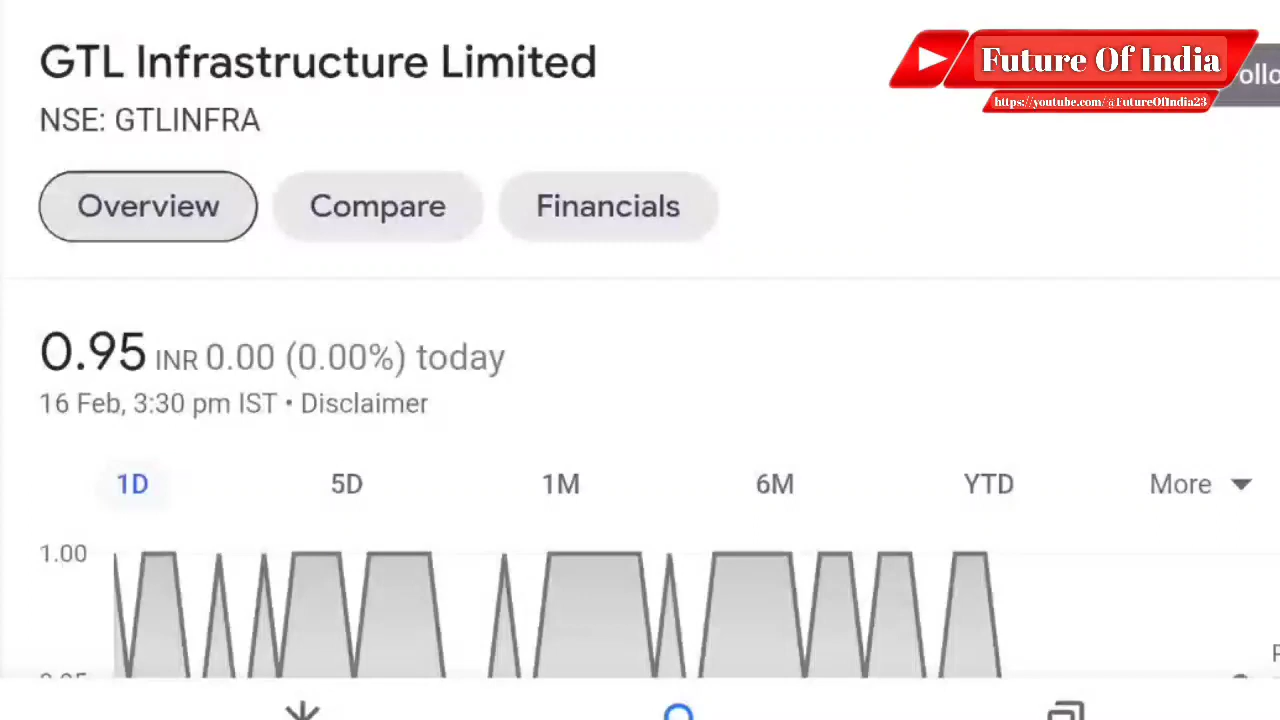 GTL Infrastructure Limited
NSE: GTLINFRA
Future Of India
https://youtube.com/@FutureOfIndia23
Overview
Compare
Financials
0.95 INR 0.00 (0.00%) today
16 Feb, 3:30 pm IST • Disclaimer
1D
5D
1M
6M
YTD
More
1.00